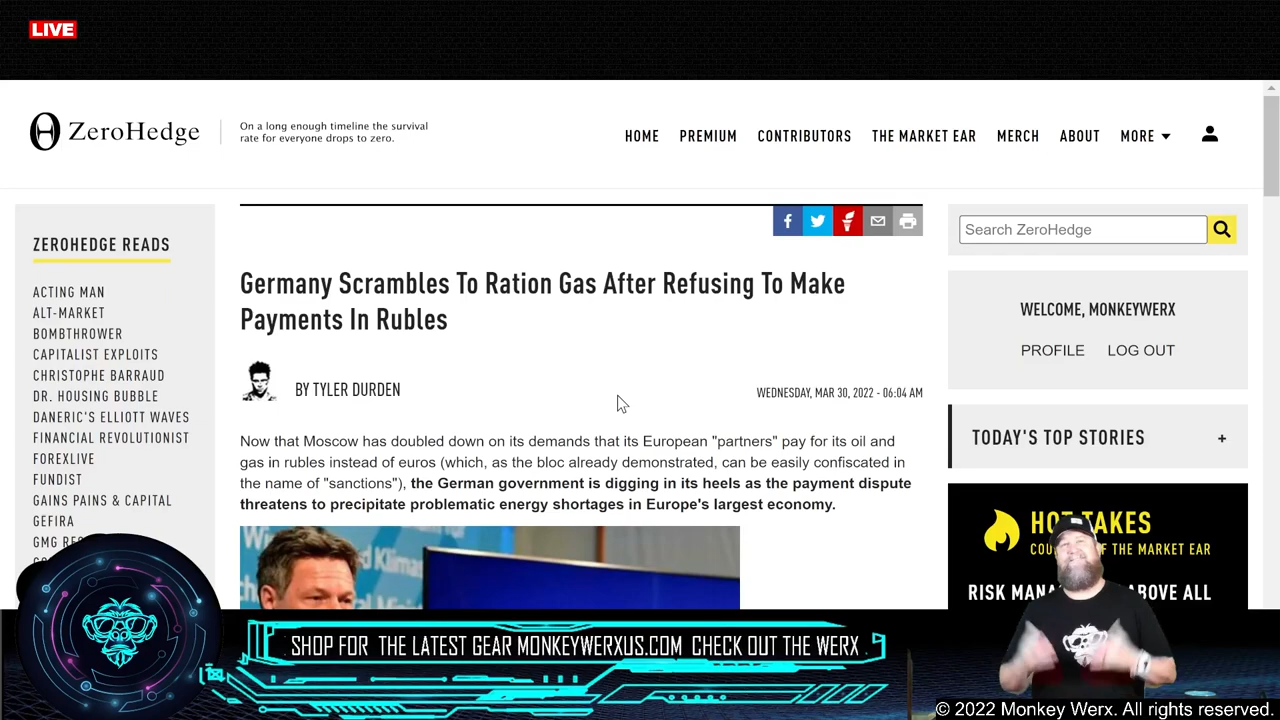 LIVE
ZeroHedge
On a long enough timeline the survival
rate for everyone drops to zero.
HOME PREMIUM CONTRIBUTORS THE MARKET EAR MERCH ABOUT MORE
ZEROHEDGE READS
ACTING MAN
ALT-MARKET
BOMBTHROWER
CAPITALIST EXPLOITS
CHRISTOPHE BARRAUD
DR. HOUSING BUBBLE
DANERIC'S ELLIOTT WAVES
FINANCIAL REVOLUTIONIST
FOREXLIVE
FUNDIST
GAINS PAINS & CAPITAL
GEFIRA
GMG
Germany Scrambles To Ration Gas After Refusing To Make
Payments In Rubles
BY TYLER DURDEN
WEDNESDAY, MAR 30, 2022 - 06:04 AM
Now that Moscow has doubled down on its demands that its European "partners" pay for its oil and
gas in rubles instead of euros (which, as the bloc already demonstrated, can be easily confiscated in
the name of "sanctions"), the German government is digging in its heels as the payment dispute
threatens to precipitate problematic energy shortages in Europe's largest economy.
Search ZeroHedge
WELCOME, MONKEYWERX
PROFILE LOG OUT
TODAY'S TOP STORIES +
OF THE MARKET EAR
ABOVE ALL
SHOP FOR THE LATEST GEAR MONKEYWERXUS.COM CHECK OUT THE WERX
© 2022 Monkey Werx. All rights reserved.